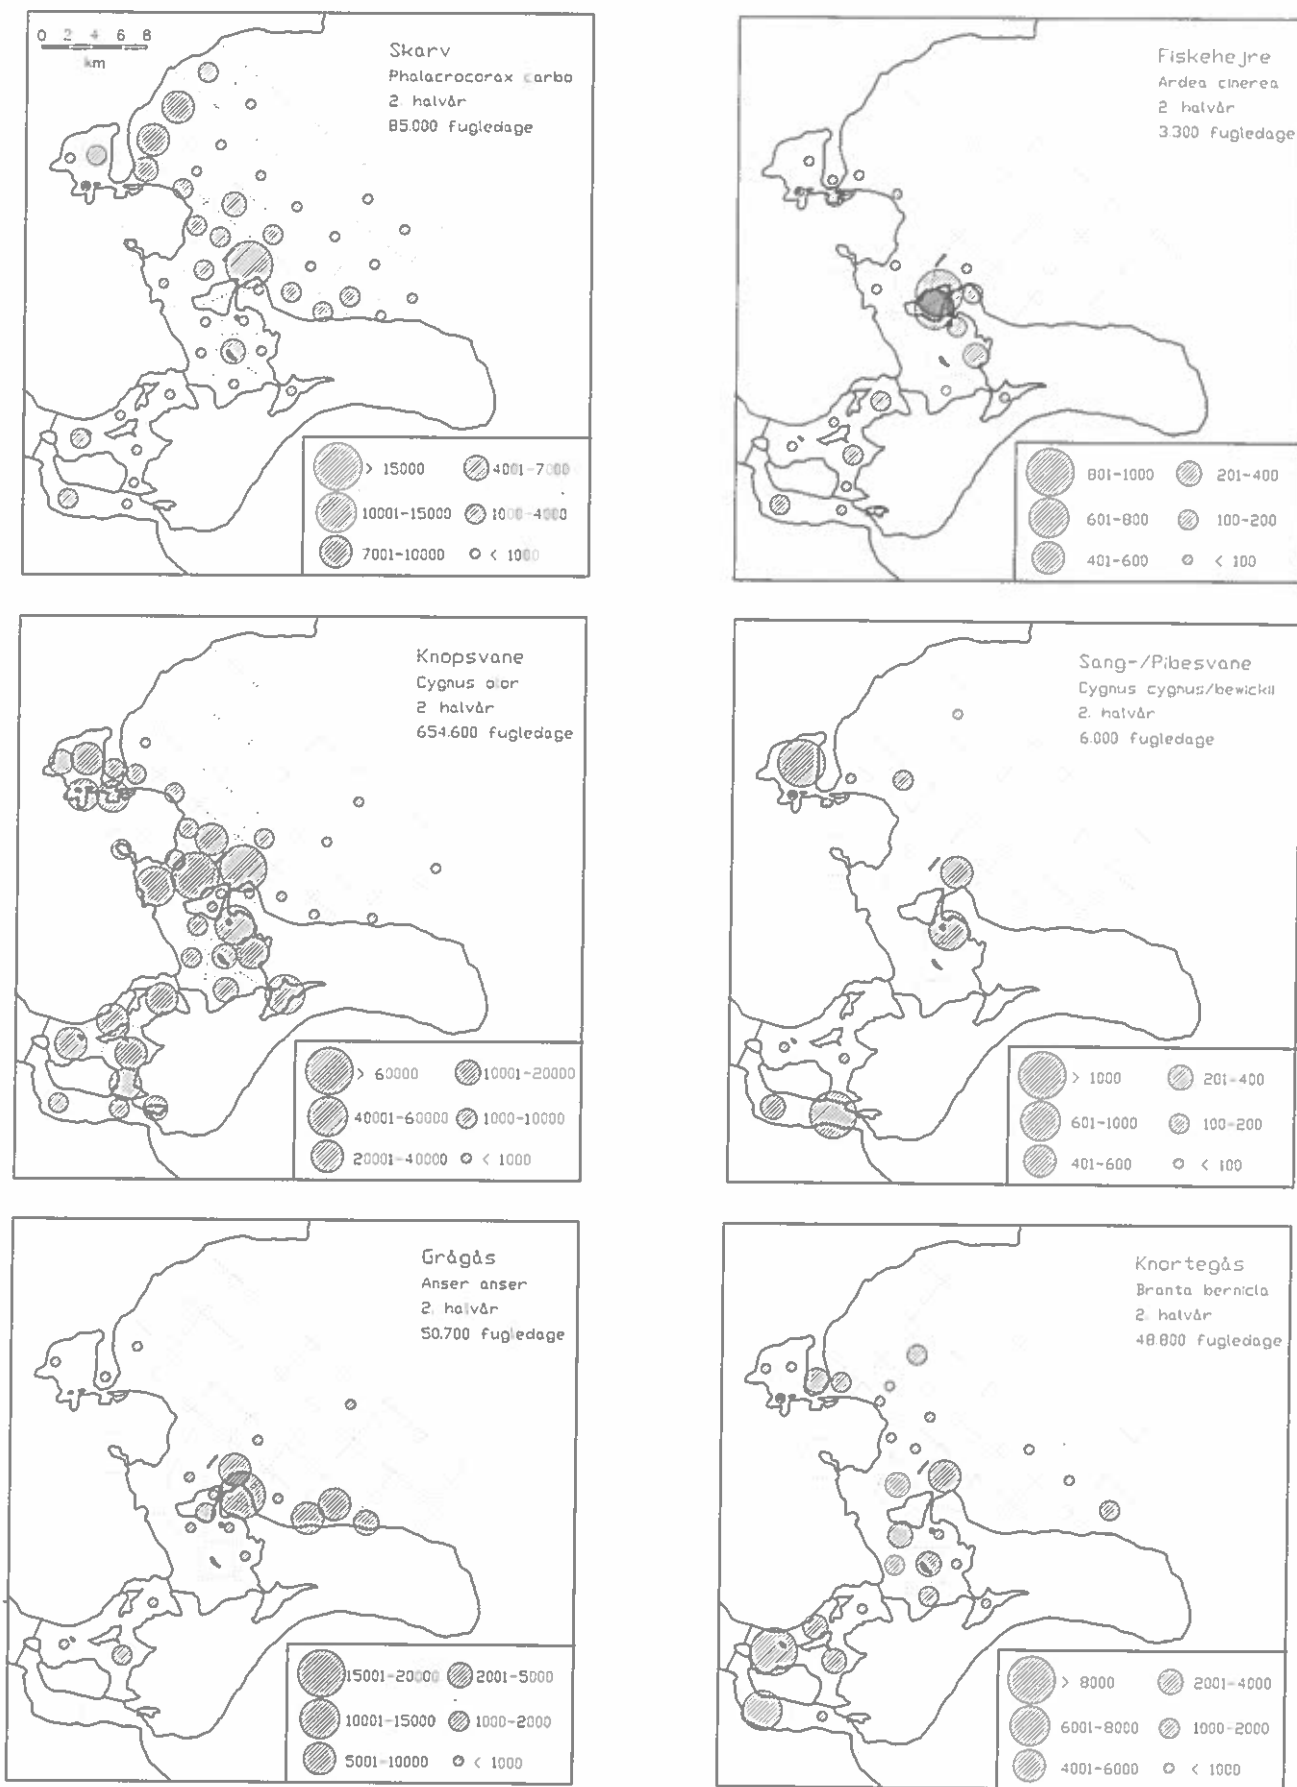 0 2 4 6 8
km
Skarv
Phalacrocorax carbo
2. halvår
85.000 fugledage
> 15000
4001-7000
10001-15000
1000-4000
7001-10000
< 1000
Fiskehejre
Ardea cinerea
2 halvår
3.300 fugledage
801-1000
201-400
601-800
100-200
401-600
< 100
Knopsvane
Cygnus olor
2 halvår
654.600 fugledage
> 60000
10001-20000
40001-60000
1000-10000
20001-40000
< 1000
Sang-/Pibesvane
Cygnus cygnus/bewickii
2. halvår
6.000 fugledage
> 1000
201-400
601-1000
100-200
401-600
< 100
Grågås
Anser anser
2. halvår
50.700 fugledage
15001-20000
2001-5000
10001-15000
1000-2000
5001-10000
< 1000
Knortegås
Branta bernicla
2. halvår
48.800 fugledage
> 8000
2001-4000
6001-8000
1000-2000
4001-6000
< 1000